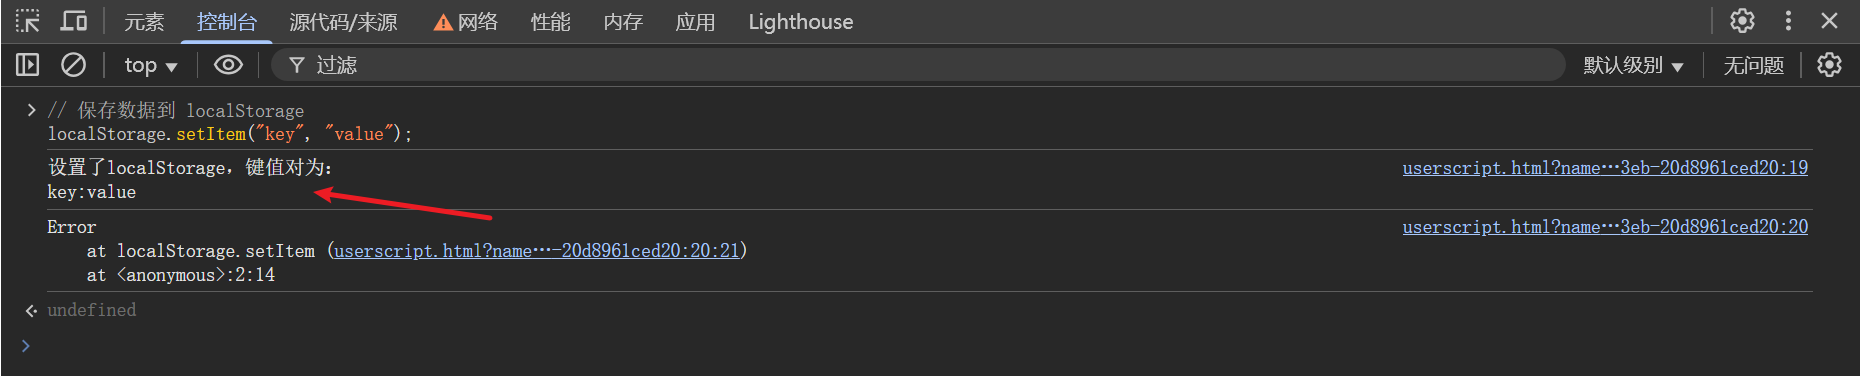 元素 控制台 源代码/来源 网络 性能 内存 应用 Lighthouse
top ▼ 过滤 默认级别 ▼ 无问题
> // 保存数据到 localStorage
localStorage.setItem("key", "value");
设置了localStorage，键值对为： userscript.html?name…3eb-20d8961ced20:19
key:value
Error userscript.html?name…3eb-20d8961ced20:20
at localStorage.setItem (userscript.html?name…-20d8961ced20:20:21)
at <anonymous>:2:14
undefined
>